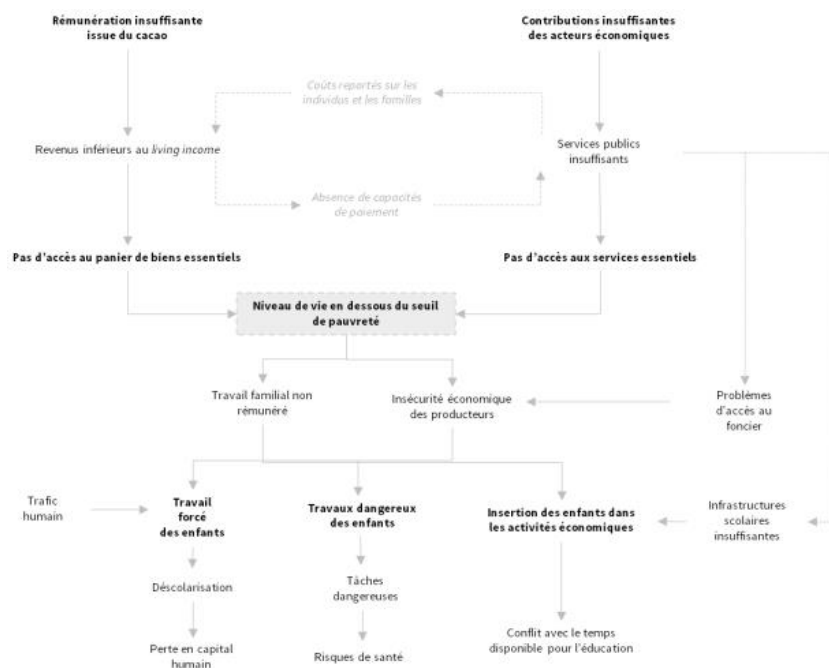 Rémunération insuffisante
issue du cacao
Contributions insuffisantes
des acteurs économiques
Coûts reportés sur les
individus et les familles
Revenus inférieurs au living income
Services publics
insuffisants
Absence de capacités
de paiement
Pas d'accès au panier de biens essentiels
Pas d'accès aux services essentiels
Niveau de vie en dessous du seuil
de pauvreté
Travail familial non
rémunéré
Insécurité économique
des producteurs
Problèmes
d'accès au
foncier
Trafic
humain
Travail
forcé
des enfants
Travaux dangereux
des enfants
Insertion des enfants dans
les activités économiques
Infrastructures
scolaires
insuffisantes
Déscolarisation
Tâches
dangereuses
Perte en capital
humain
Risques de santé
Conflit avec le temps
disponible pour l'éducation